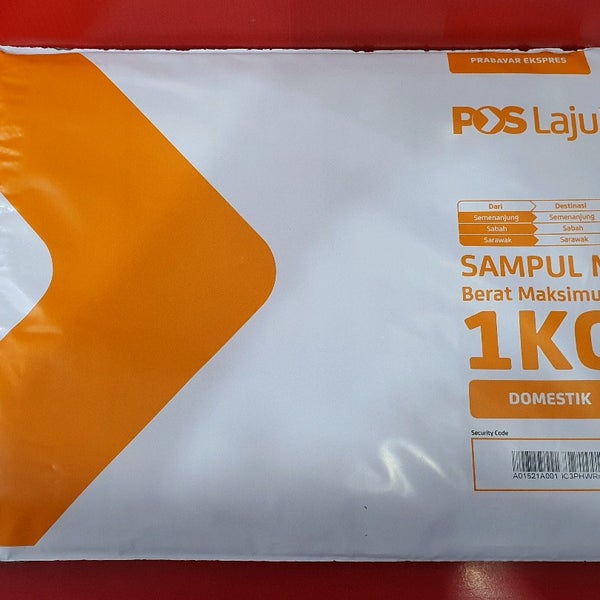 PRABAYAR EKSPRES
POS Laju
Dari Destinasi
Semenanjung Semenanjung
Sabah Sabah
Sarawak Sarawak
SAMPUL
Berat Maksimu
1KG
DOMESTIK
Security Code
A01521A001